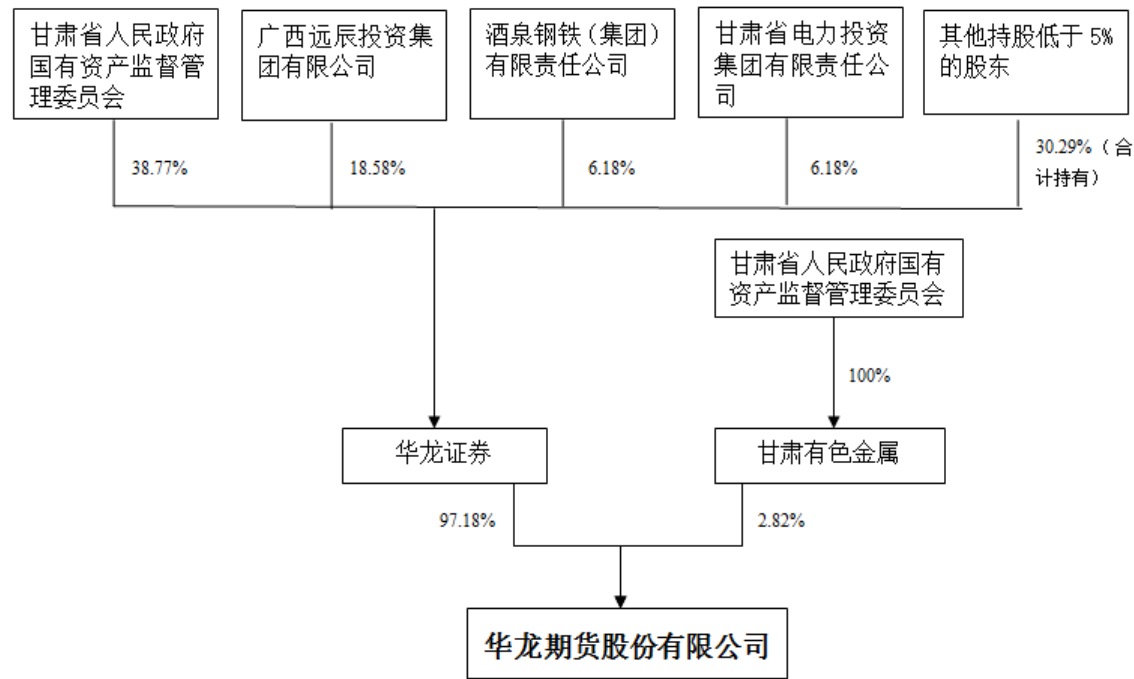 甘肃省人民政府
国有资产监督管
理委员会
广西远辰投资集
团有限公司
酒泉钢铁（集团）
有限责任公司
甘肃省电力投资
集团有限责任公
司
其他持股低于 5%
的股东
38.77%
18.58%
6.18%
6.18%
30.29%（合
计持有）
甘肃省人民政府国有
资产监督管理委员会
100%
华龙证券
甘肃有色金属
97.18%
2.82%
华龙期货股份有限公司